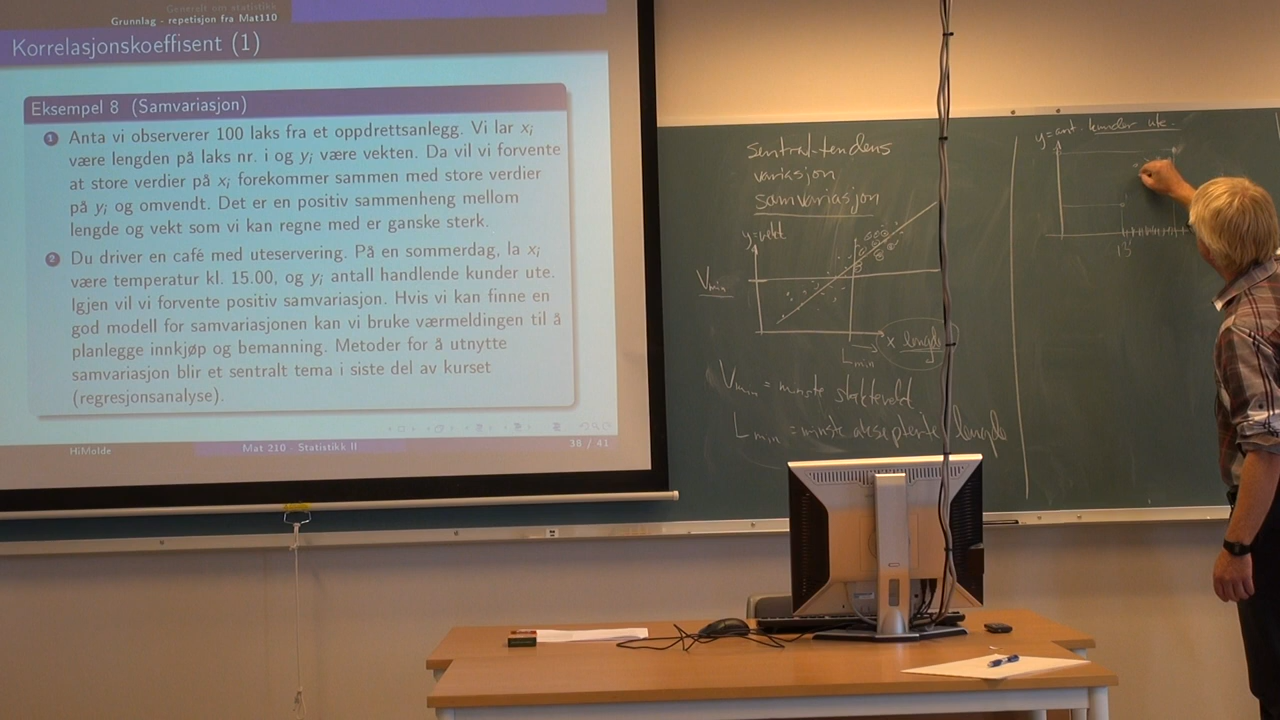 Generalt om statistikk
Grunnlag - repetisjon fra Mat110
Korrelasjonskoeffisent (1)
Eksempel 8 (Samvariasjon)
1 Anta vi observerer 100 laks fra et oppdrettsanlegg. Vi lar xi
være lengden på laks nr. i og yi være vekten. Da vil vi forvente
at store verdier på xi forekommer sammen med store verdier
på yi og omvendt. Det er en positiv sammenheng mellom
lengde og vekt som vi kan regne med er ganske sterk.
2 Du driver en café med uteservering. På en sommerdag, la xi
være temperatur kl. 15.00, og yi antall handlende kunder ute.
Igjen vil vi forvente positiv samvariasjon. Hvis vi kan finne en
god modell for samvariasjonen kan vi bruke værmeldingen til å
planlegge innkjøp og bemanning. Metoder for å utnytte
samvariasjon blir et sentralt tema i siste del av kurset
(regresjonsanalyse).
HiMolde
Mat 210 - Statistikk II
38 / 41
sentral-tendens
variasjon
samvariasjon
y=vekt
Vmin
x lengde
Lmin
Vmin = minste slaktevekt
Lmin = minste aksepterte lengde
y=ant. kunder ute.
15